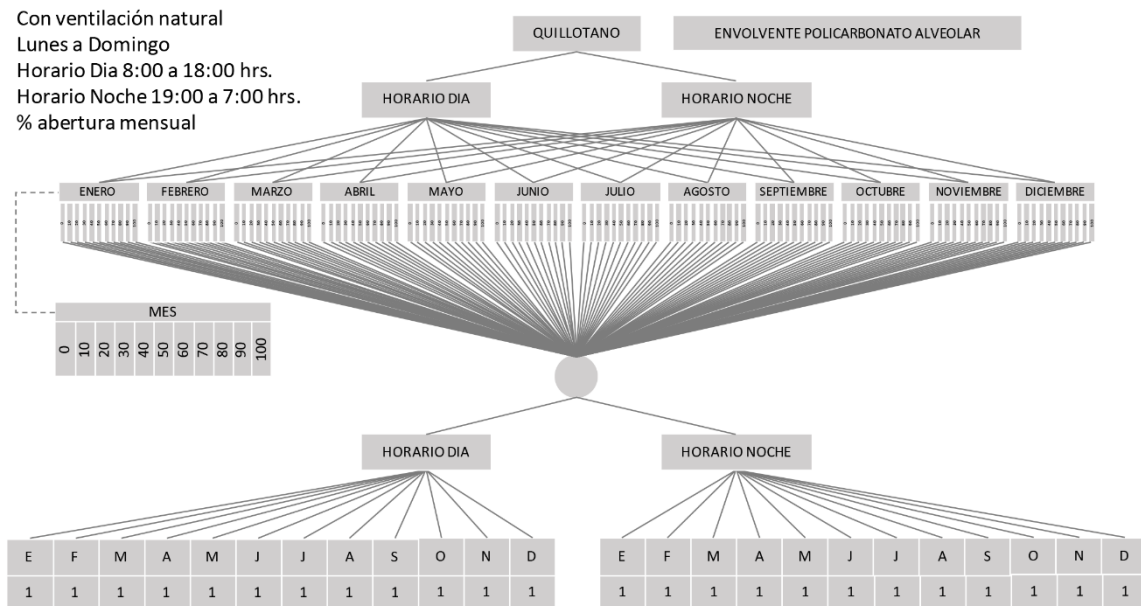 Con ventilación natural
Lunes a Domingo
Horario Dia 8:00 a 18:00 hrs.
Horario Noche 19:00 a 7:00 hrs.
% abertura mensual
QUILLOTANO
ENVOLVENTE POLICARBONATO ALVEOLAR
HORARIO DIA
HORARIO NOCHE
ENERO FEBRERO MARZO ABRIL MAYO JUNIO JULIO AGOSTO SEPTIEMBRE OCTUBRE NOVIEMBRE DICIEMBRE
MES
0 10 20 30 40 50 60 70 80 90 100
HORARIO DIA
HORARIO NOCHE
E F M A M J J A S O N D
1 1 1 1 1 1 1 1 1 1 1 1
E F M A M J J A S O N D
1 1 1 1 1 1 1 1 1 1 1 1